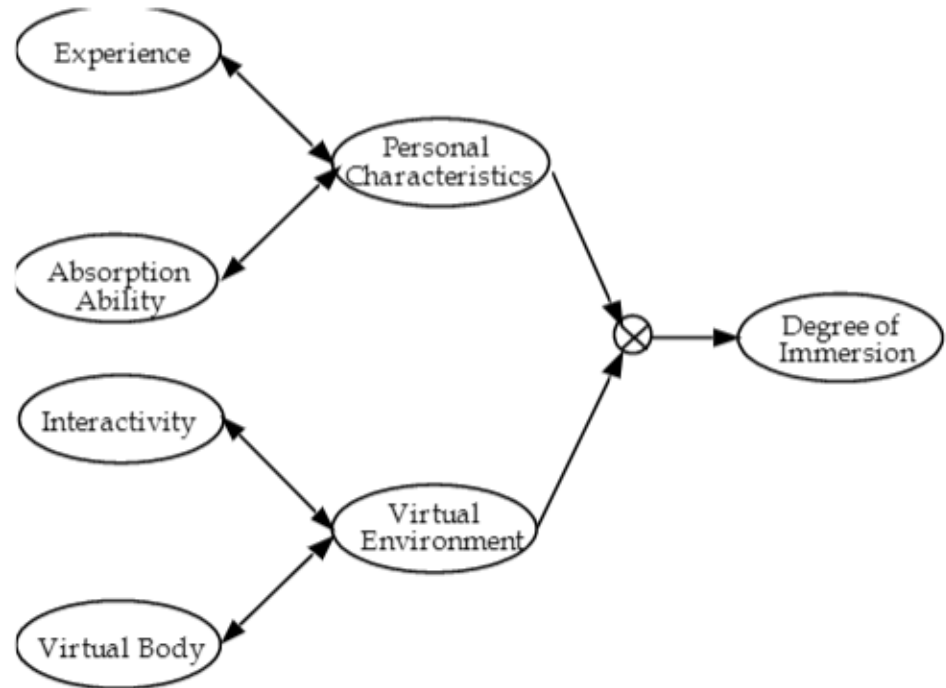 Experience
Personal
Characteristics
Absorption
Ability
Degree of
Immersion
Interactivity
Virtual
Environment
Virtual Body